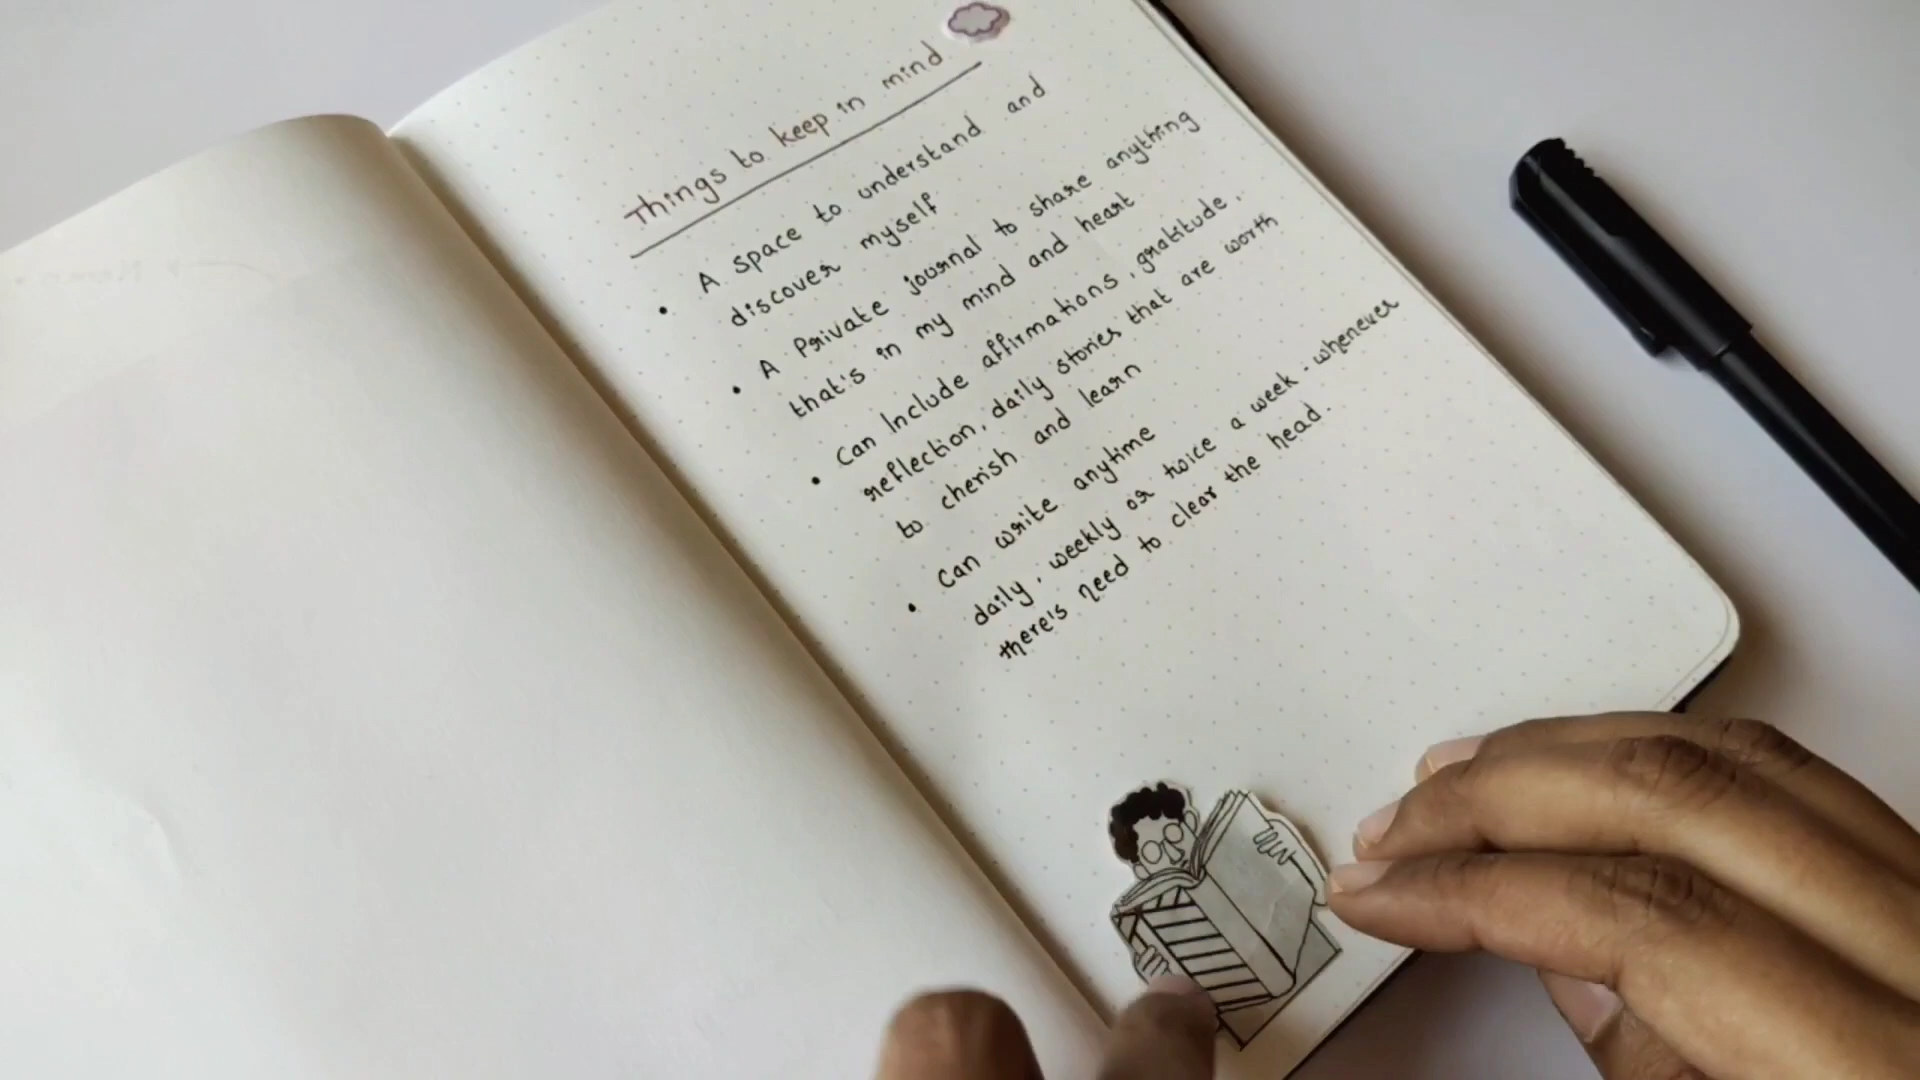 Things to keep in mind
• A space to understand and
discover myself
• A Private journal to share anything
that's in my mind and heart
• Can Include affirmations, gratitude,
reflection, daily stories that are worth
to cherish and learn
• Can write anytime
daily, weekly or twice a week - whenever
there's need to clear the head.